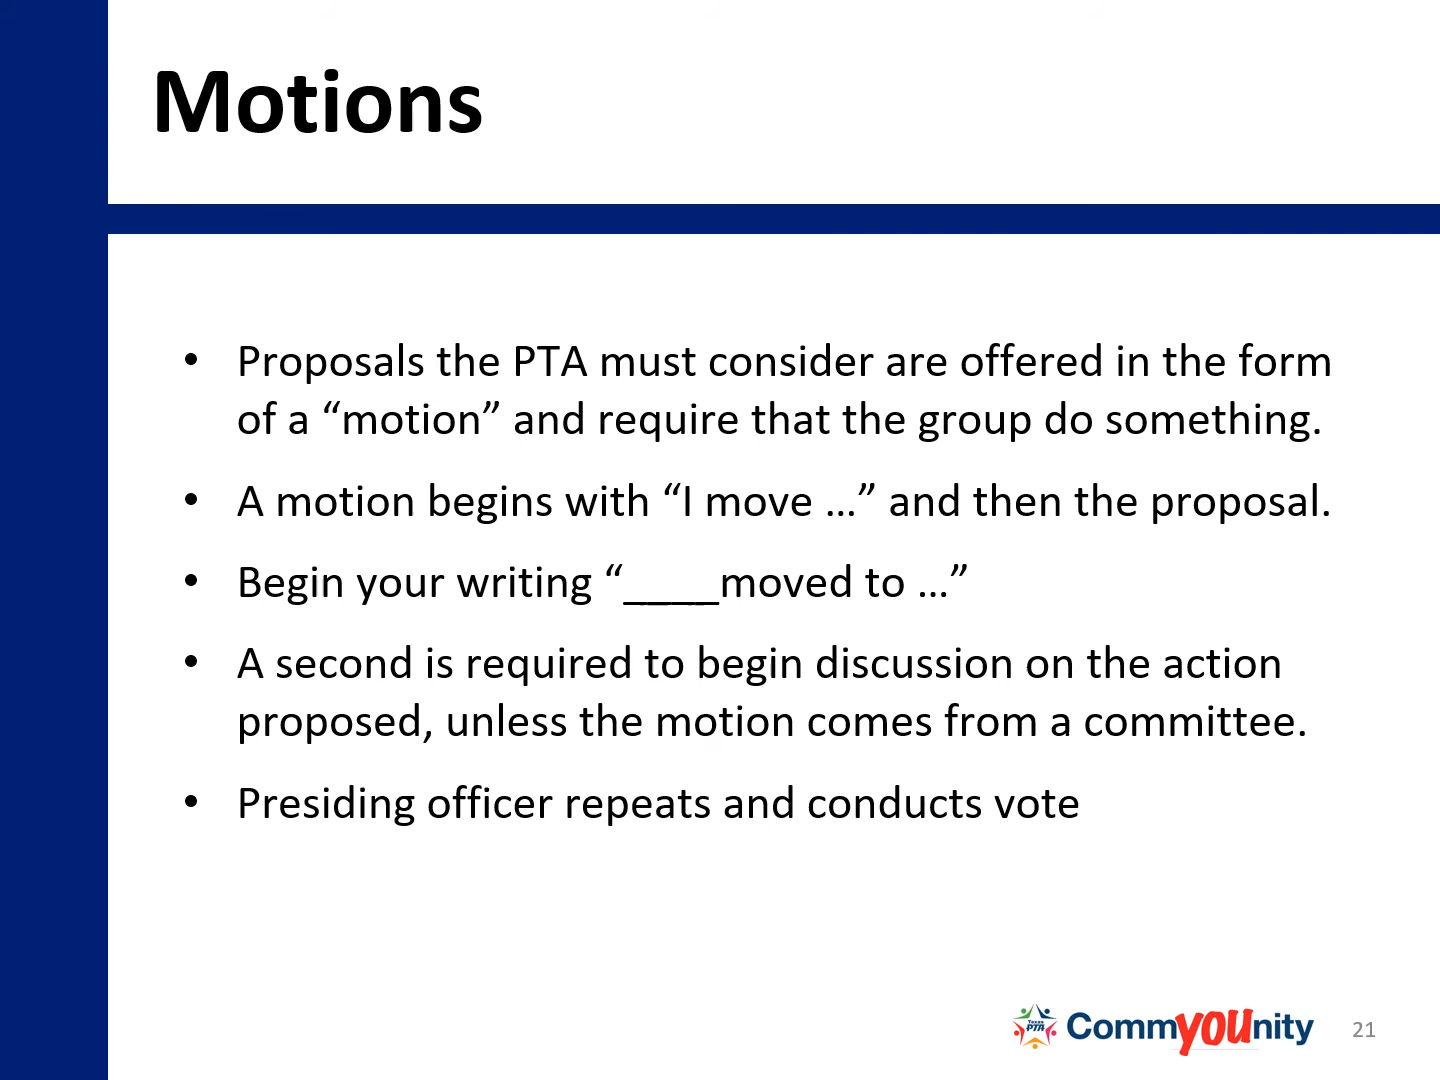 Motions
• Proposals the PTA must consider are offered in the form
of a “motion” and require that the group do something.
• A motion begins with “I move …” and then the proposal.
• Begin your writing “____moved to …”
• A second is required to begin discussion on the action
proposed, unless the motion comes from a committee.
• Presiding officer repeats and conducts vote
Texas
PTA
CommYOUnity
21